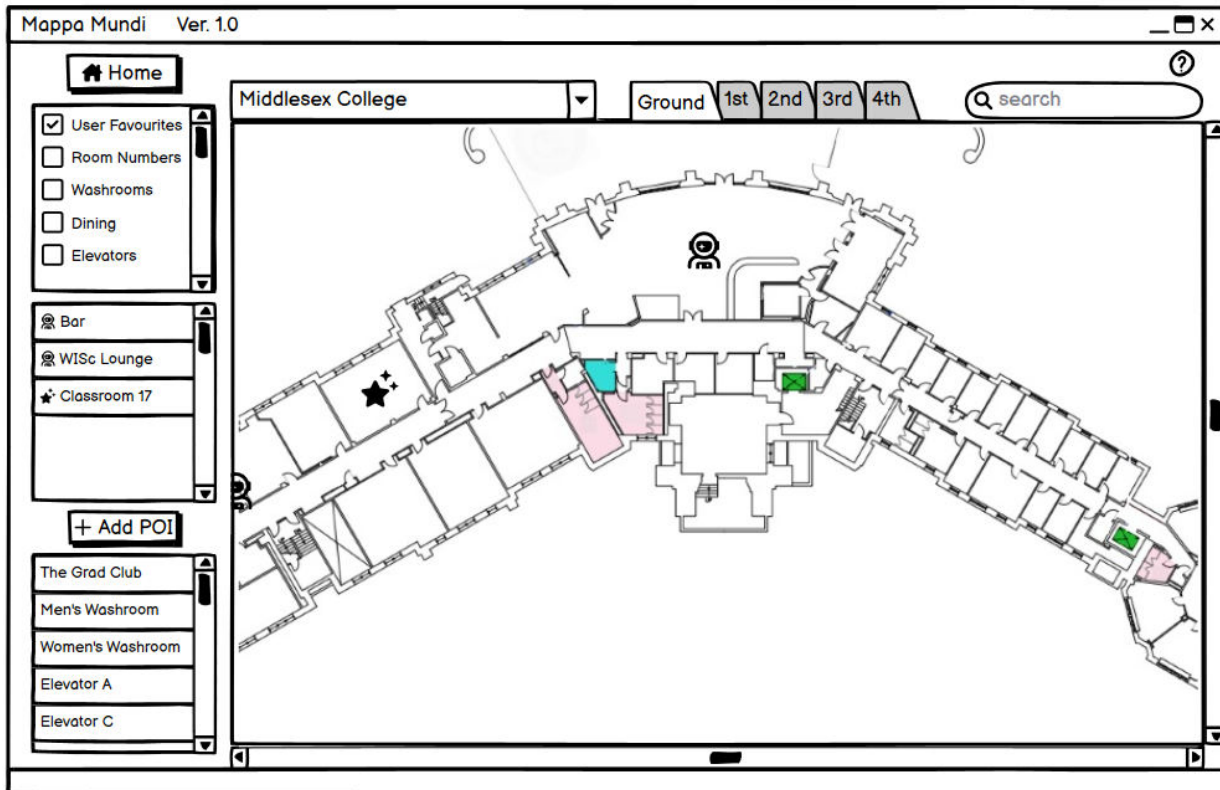 Mappa Mundi Ver. 1.0
Home
Middlesex College
Ground 1st 2nd 3rd 4th
search
?
User Favourites
Room Numbers
Washrooms
Dining
Elevators
Bar
WISc Lounge
Classroom 17
+ Add POI
The Grad Club
Men's Washroom
Women's Washroom
Elevator A
Elevator C